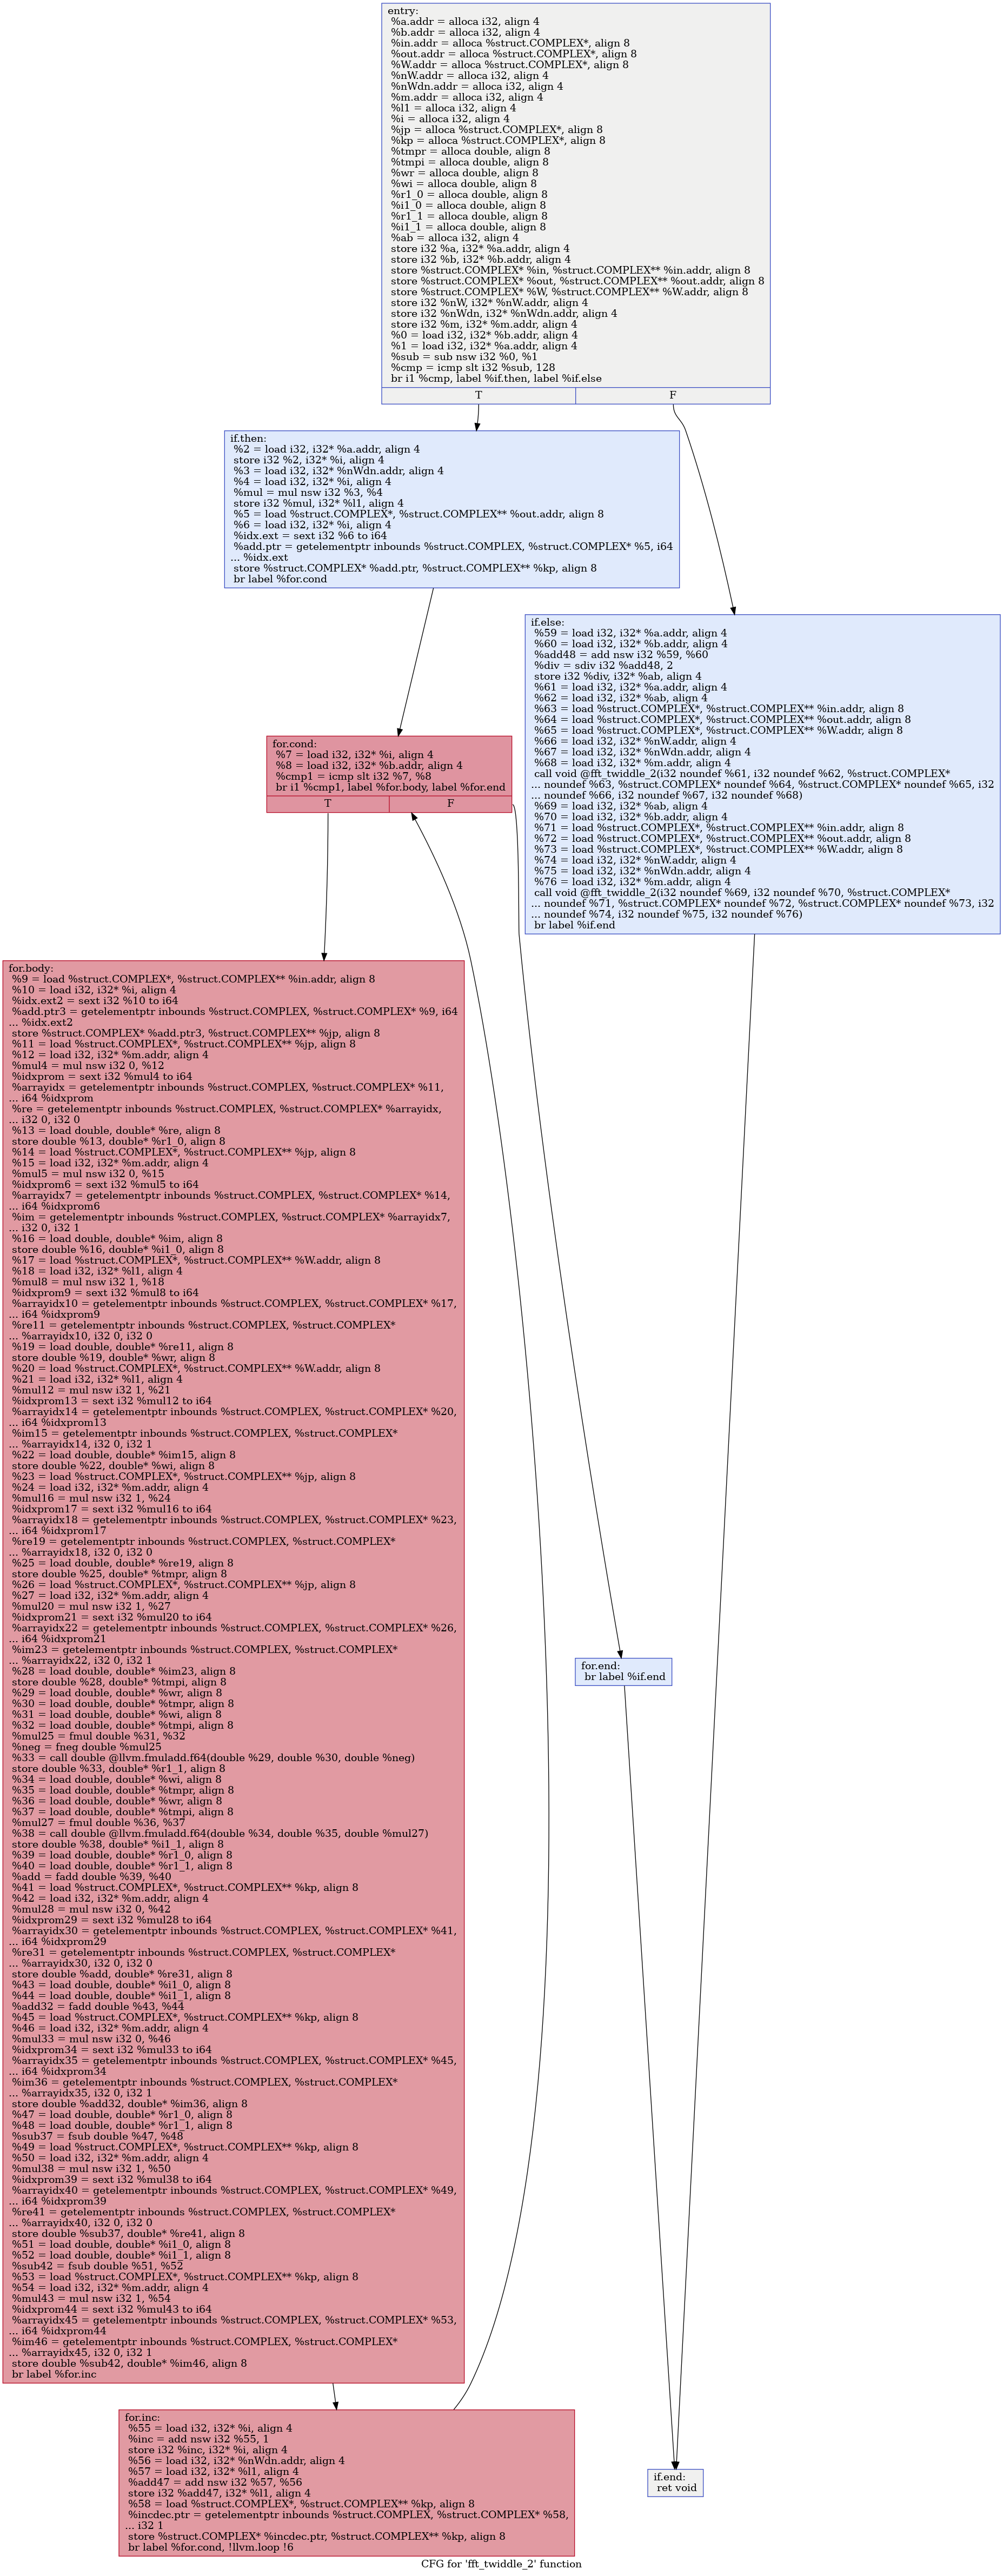 entry:
%a.addr = alloca i32, align 4
%b.addr = alloca i32, align 4
%in.addr = alloca %struct.COMPLEX*, align 8
%out.addr = alloca %struct.COMPLEX*, align 8
%W.addr = alloca %struct.COMPLEX*, align 8
%nW.addr = alloca i32, align 4
%nWdn.addr = alloca i32, align 4
%m.addr = alloca i32, align 4
%l1 = alloca i32, align 4
%i = alloca i32, align 4
%jp = alloca %struct.COMPLEX*, align 8
%kp = alloca %struct.COMPLEX*, align 8
%tmpr = alloca double, align 8
%tmpi = alloca double, align 8
%wr = alloca double, align 8
%wi = alloca double, align 8
%r1_0 = alloca double, align 8
%i1_0 = alloca double, align 8
%r1_1 = alloca double, align 8
%i1_1 = alloca double, align 8
%ab = alloca i32, align 4
store i32 %a, i32* %a.addr, align 4
store i32 %b, i32* %b.addr, align 4
store %struct.COMPLEX* %in, %struct.COMPLEX** %in.addr, align 8
store %struct.COMPLEX* %out, %struct.COMPLEX** %out.addr, align 8
store %struct.COMPLEX* %W, %struct.COMPLEX** %W.addr, align 8
store i32 %nW, i32* %nW.addr, align 4
store i32 %nWdn, i32* %nWdn.addr, align 4
store i32 %m, i32* %m.addr, align 4
%0 = load i32, i32* %b.addr, align 4
%1 = load i32, i32* %a.addr, align 4
%sub = sub nsw i32 %0, %1
%cmp = icmp slt i32 %sub, 128
br i1 %cmp, label %if.then, label %if.else
T
F
if.then:
%2 = load i32, i32* %a.addr, align 4
store i32 %2, i32* %i, align 4
%3 = load i32, i32* %nWdn.addr, align 4
%4 = load i32, i32* %i, align 4
%mul = mul nsw i32 %3, %4
store i32 %mul, i32* %l1, align 4
%5 = load %struct.COMPLEX*, %struct.COMPLEX** %out.addr, align 8
%6 = load i32, i32* %i, align 4
%idx.ext = sext i32 %6 to i64
%add.ptr = getelementptr inbounds %struct.COMPLEX, %struct.COMPLEX* %5, i64
... %idx.ext
store %struct.COMPLEX* %add.ptr, %struct.COMPLEX** %kp, align 8
br label %for.cond
if.else:
%59 = load i32, i32* %a.addr, align 4
%60 = load i32, i32* %b.addr, align 4
%add48 = add nsw i32 %59, %60
%div = sdiv i32 %add48, 2
store i32 %div, i32* %ab, align 4
%61 = load i32, i32* %a.addr, align 4
%62 = load i32, i32* %ab, align 4
%63 = load %struct.COMPLEX*, %struct.COMPLEX** %in.addr, align 8
%64 = load %struct.COMPLEX*, %struct.COMPLEX** %out.addr, align 8
%65 = load %struct.COMPLEX*, %struct.COMPLEX** %W.addr, align 8
%66 = load i32, i32* %nW.addr, align 4
%67 = load i32, i32* %nWdn.addr, align 4
%68 = load i32, i32* %m.addr, align 4
call void @fft_twiddle_2(i32 noundef %61, i32 noundef %62, %struct.COMPLEX*
... noundef %63, %struct.COMPLEX* noundef %64, %struct.COMPLEX* noundef %65, i32
... noundef %66, i32 noundef %67, i32 noundef %68)
%69 = load i32, i32* %ab, align 4
%70 = load i32, i32* %b.addr, align 4
%71 = load %struct.COMPLEX*, %struct.COMPLEX** %in.addr, align 8
%72 = load %struct.COMPLEX*, %struct.COMPLEX** %out.addr, align 8
%73 = load %struct.COMPLEX*, %struct.COMPLEX** %W.addr, align 8
%74 = load i32, i32* %nW.addr, align 4
%75 = load i32, i32* %nWdn.addr, align 4
%76 = load i32, i32* %m.addr, align 4
call void @fft_twiddle_2(i32 noundef %69, i32 noundef %70, %struct.COMPLEX*
... noundef %71, %struct.COMPLEX* noundef %72, %struct.COMPLEX* noundef %73, i32
... noundef %74, i32 noundef %75, i32 noundef %76)
br label %if.end
for.cond:
%7 = load i32, i32* %i, align 4
%8 = load i32, i32* %b.addr, align 4
%cmp1 = icmp slt i32 %7, %8
br i1 %cmp1, label %for.body, label %for.end
T
F
for.body:
%9 = load %struct.COMPLEX*, %struct.COMPLEX** %in.addr, align 8
%10 = load i32, i32* %i, align 4
%idx.ext2 = sext i32 %10 to i64
%add.ptr3 = getelementptr inbounds %struct.COMPLEX, %struct.COMPLEX* %9, i64
... %idx.ext2
store %struct.COMPLEX* %add.ptr3, %struct.COMPLEX** %jp, align 8
%11 = load %struct.COMPLEX*, %struct.COMPLEX** %jp, align 8
%12 = load i32, i32* %m.addr, align 4
%mul4 = mul nsw i32 0, %12
%idxprom = sext i32 %mul4 to i64
%arrayidx = getelementptr inbounds %struct.COMPLEX, %struct.COMPLEX* %11,
... i64 %idxprom
%re = getelementptr inbounds %struct.COMPLEX, %struct.COMPLEX* %arrayidx,
... i32 0, i32 0
%13 = load double, double* %re, align 8
store double %13, double* %r1_0, align 8
%14 = load %struct.COMPLEX*, %struct.COMPLEX** %jp, align 8
%15 = load i32, i32* %m.addr, align 4
%mul5 = mul nsw i32 0, %15
%idxprom6 = sext i32 %mul5 to i64
%arrayidx7 = getelementptr inbounds %struct.COMPLEX, %struct.COMPLEX* %14,
... i64 %idxprom6
%im = getelementptr inbounds %struct.COMPLEX, %struct.COMPLEX* %arrayidx7,
... i32 0, i32 1
%16 = load double, double* %im, align 8
store double %16, double* %i1_0, align 8
%17 = load %struct.COMPLEX*, %struct.COMPLEX** %W.addr, align 8
%18 = load i32, i32* %l1, align 4
%mul8 = mul nsw i32 1, %18
%idxprom9 = sext i32 %mul8 to i64
%arrayidx10 = getelementptr inbounds %struct.COMPLEX, %struct.COMPLEX* %17,
... i64 %idxprom9
%re11 = getelementptr inbounds %struct.COMPLEX, %struct.COMPLEX*
... %arrayidx10, i32 0, i32 0
%19 = load double, double* %re11, align 8
store double %19, double* %wr, align 8
%20 = load %struct.COMPLEX*, %struct.COMPLEX** %W.addr, align 8
%21 = load i32, i32* %l1, align 4
%mul12 = mul nsw i32 1, %21
%idxprom13 = sext i32 %mul12 to i64
%arrayidx14 = getelementptr inbounds %struct.COMPLEX, %struct.COMPLEX* %20,
... i64 %idxprom13
%im15 = getelementptr inbounds %struct.COMPLEX, %struct.COMPLEX*
... %arrayidx14, i32 0, i32 1
%22 = load double, double* %im15, align 8
store double %22, double* %wi, align 8
%23 = load %struct.COMPLEX*, %struct.COMPLEX** %jp, align 8
%24 = load i32, i32* %m.addr, align 4
%mul16 = mul nsw i32 1, %24
%idxprom17 = sext i32 %mul16 to i64
%arrayidx18 = getelementptr inbounds %struct.COMPLEX, %struct.COMPLEX* %23,
... i64 %idxprom17
%re19 = getelementptr inbounds %struct.COMPLEX, %struct.COMPLEX*
... %arrayidx18, i32 0, i32 0
%25 = load double, double* %re19, align 8
store double %25, double* %tmpr, align 8
%26 = load %struct.COMPLEX*, %struct.COMPLEX** %jp, align 8
%27 = load i32, i32* %m.addr, align 4
%mul20 = mul nsw i32 1, %27
%idxprom21 = sext i32 %mul20 to i64
%arrayidx22 = getelementptr inbounds %struct.COMPLEX, %struct.COMPLEX* %26,
... i64 %idxprom21
%im23 = getelementptr inbounds %struct.COMPLEX, %struct.COMPLEX*
... %arrayidx22, i32 0, i32 1
%28 = load double, double* %im23, align 8
store double %28, double* %tmpi, align 8
%29 = load double, double* %wr, align 8
%30 = load double, double* %tmpr, align 8
%31 = load double, double* %wi, align 8
%32 = load double, double* %tmpi, align 8
%mul25 = fmul double %31, %32
%neg = fneg double %mul25
%33 = call double @llvm.fmuladd.f64(double %29, double %30, double %neg)
store double %33, double* %r1_1, align 8
%34 = load double, double* %wi, align 8
%35 = load double, double* %tmpr, align 8
%36 = load double, double* %wr, align 8
%37 = load double, double* %tmpi, align 8
%mul27 = fmul double %36, %37
%38 = call double @llvm.fmuladd.f64(double %34, double %35, double %mul27)
store double %38, double* %i1_1, align 8
%39 = load double, double* %r1_0, align 8
%40 = load double, double* %r1_1, align 8
%add = fadd double %39, %40
%41 = load %struct.COMPLEX*, %struct.COMPLEX** %kp, align 8
%42 = load i32, i32* %m.addr, align 4
%mul28 = mul nsw i32 0, %42
%idxprom29 = sext i32 %mul28 to i64
%arrayidx30 = getelementptr inbounds %struct.COMPLEX, %struct.COMPLEX* %41,
... i64 %idxprom29
%re31 = getelementptr inbounds %struct.COMPLEX, %struct.COMPLEX*
... %arrayidx30, i32 0, i32 0
store double %add, double* %re31, align 8
%43 = load double, double* %i1_0, align 8
%44 = load double, double* %i1_1, align 8
%add32 = fadd double %43, %44
%45 = load %struct.COMPLEX*, %struct.COMPLEX** %kp, align 8
%46 = load i32, i32* %m.addr, align 4
%mul33 = mul nsw i32 0, %46
%idxprom34 = sext i32 %mul33 to i64
%arrayidx35 = getelementptr inbounds %struct.COMPLEX, %struct.COMPLEX* %45,
... i64 %idxprom34
%im36 = getelementptr inbounds %struct.COMPLEX, %struct.COMPLEX*
... %arrayidx35, i32 0, i32 1
store double %add32, double* %im36, align 8
%47 = load double, double* %r1_0, align 8
%48 = load double, double* %r1_1, align 8
%sub37 = fsub double %47, %48
%49 = load %struct.COMPLEX*, %struct.COMPLEX** %kp, align 8
%50 = load i32, i32* %m.addr, align 4
%mul38 = mul nsw i32 1, %50
%idxprom39 = sext i32 %mul38 to i64
%arrayidx40 = getelementptr inbounds %struct.COMPLEX, %struct.COMPLEX* %49,
... i64 %idxprom39
%re41 = getelementptr inbounds %struct.COMPLEX, %struct.COMPLEX*
... %arrayidx40, i32 0, i32 0
store double %sub37, double* %re41, align 8
%51 = load double, double* %i1_0, align 8
%52 = load double, double* %i1_1, align 8
%sub42 = fsub double %51, %52
%53 = load %struct.COMPLEX*, %struct.COMPLEX** %kp, align 8
%54 = load i32, i32* %m.addr, align 4
%mul43 = mul nsw i32 1, %54
%idxprom44 = sext i32 %mul43 to i64
%arrayidx45 = getelementptr inbounds %struct.COMPLEX, %struct.COMPLEX* %53,
... i64 %idxprom44
%im46 = getelementptr inbounds %struct.COMPLEX, %struct.COMPLEX*
... %arrayidx45, i32 0, i32 1
store double %sub42, double* %im46, align 8
br label %for.inc
for.end:
br label %if.end
for.inc:
%55 = load i32, i32* %i, align 4
%inc = add nsw i32 %55, 1
store i32 %inc, i32* %i, align 4
%56 = load i32, i32* %nWdn.addr, align 4
%57 = load i32, i32* %l1, align 4
%add47 = add nsw i32 %57, %56
store i32 %add47, i32* %l1, align 4
%58 = load %struct.COMPLEX*, %struct.COMPLEX** %kp, align 8
%incdec.ptr = getelementptr inbounds %struct.COMPLEX, %struct.COMPLEX* %58,
... i32 1
store %struct.COMPLEX* %incdec.ptr, %struct.COMPLEX** %kp, align 8
br label %for.cond, !llvm.loop !6
if.end:
ret void
CFG for 'fft_twiddle_2' function